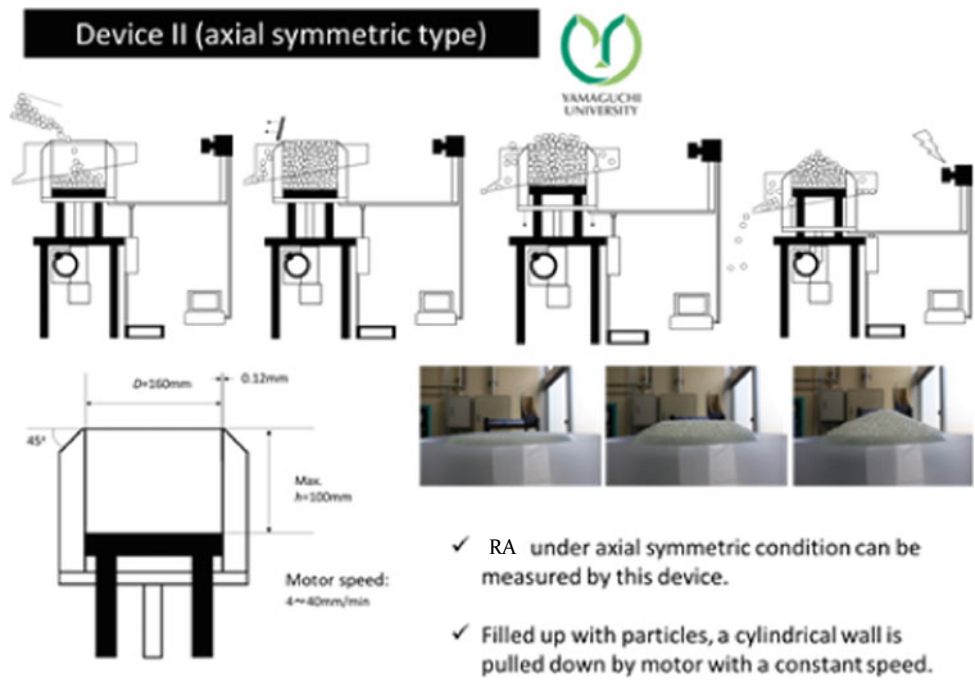 Device II (axial symmetric type)
YAMAGUCHI
UNIVERSITY
D=160mm
0.12mm
45°
Max.
h=100mm
Motor speed:
4~40mm/min
✓ RA under axial symmetric condition can be
measured by this device.
✓ Filled up with particles, a cylindrical wall is
pulled down by motor with a constant speed.